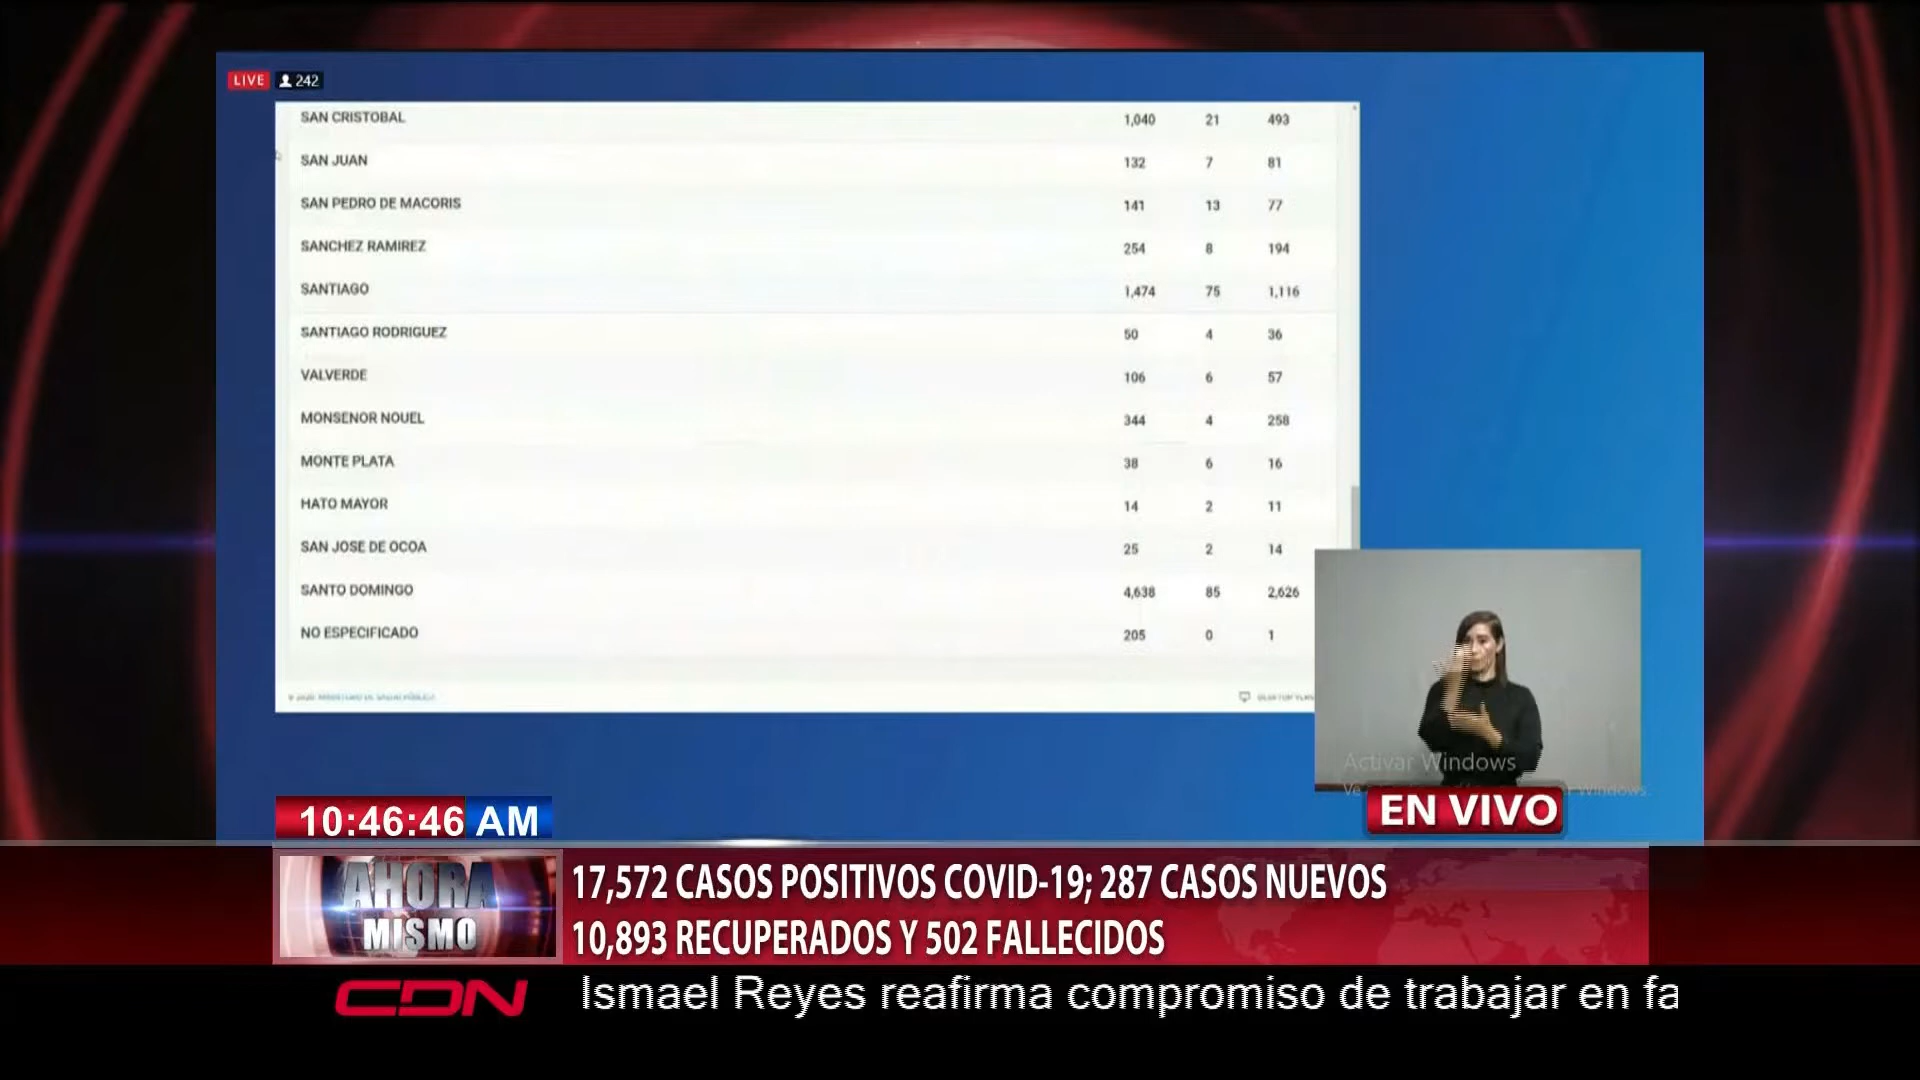 LIVE 242
SAN CRISTOBAL 1,040 21 493
SAN JUAN 132 7 81
SAN PEDRO DE MACORIS 141 13 77
SANCHEZ RAMIREZ 254 8 194
SANTIAGO 1,474 75 1,116
SANTIAGO RODRIGUEZ 50 4 36
VALVERDE 106 6 57
MONSENOR NOUEL 344 4 258
MONTE PLATA 38 6 16
HATO MAYOR 14 2 11
SAN JOSE DE OCOA 25 2 14
SANTO DOMINGO 4,638 85 2,626
NO ESPECIFICADO 205 0 1
MINISTERIO DE SALUD PÚBLICA
Activar Windows
Windows.
EN VIVO
10:46:46 AM
AHORA MISMO
17,572 CASOS POSITIVOS COVID-19; 287 CASOS NUEVOS
10,893 RECUPERADOS Y 502 FALLECIDOS
CDN
Ismael Reyes reafirma compromiso de trabajar en fa